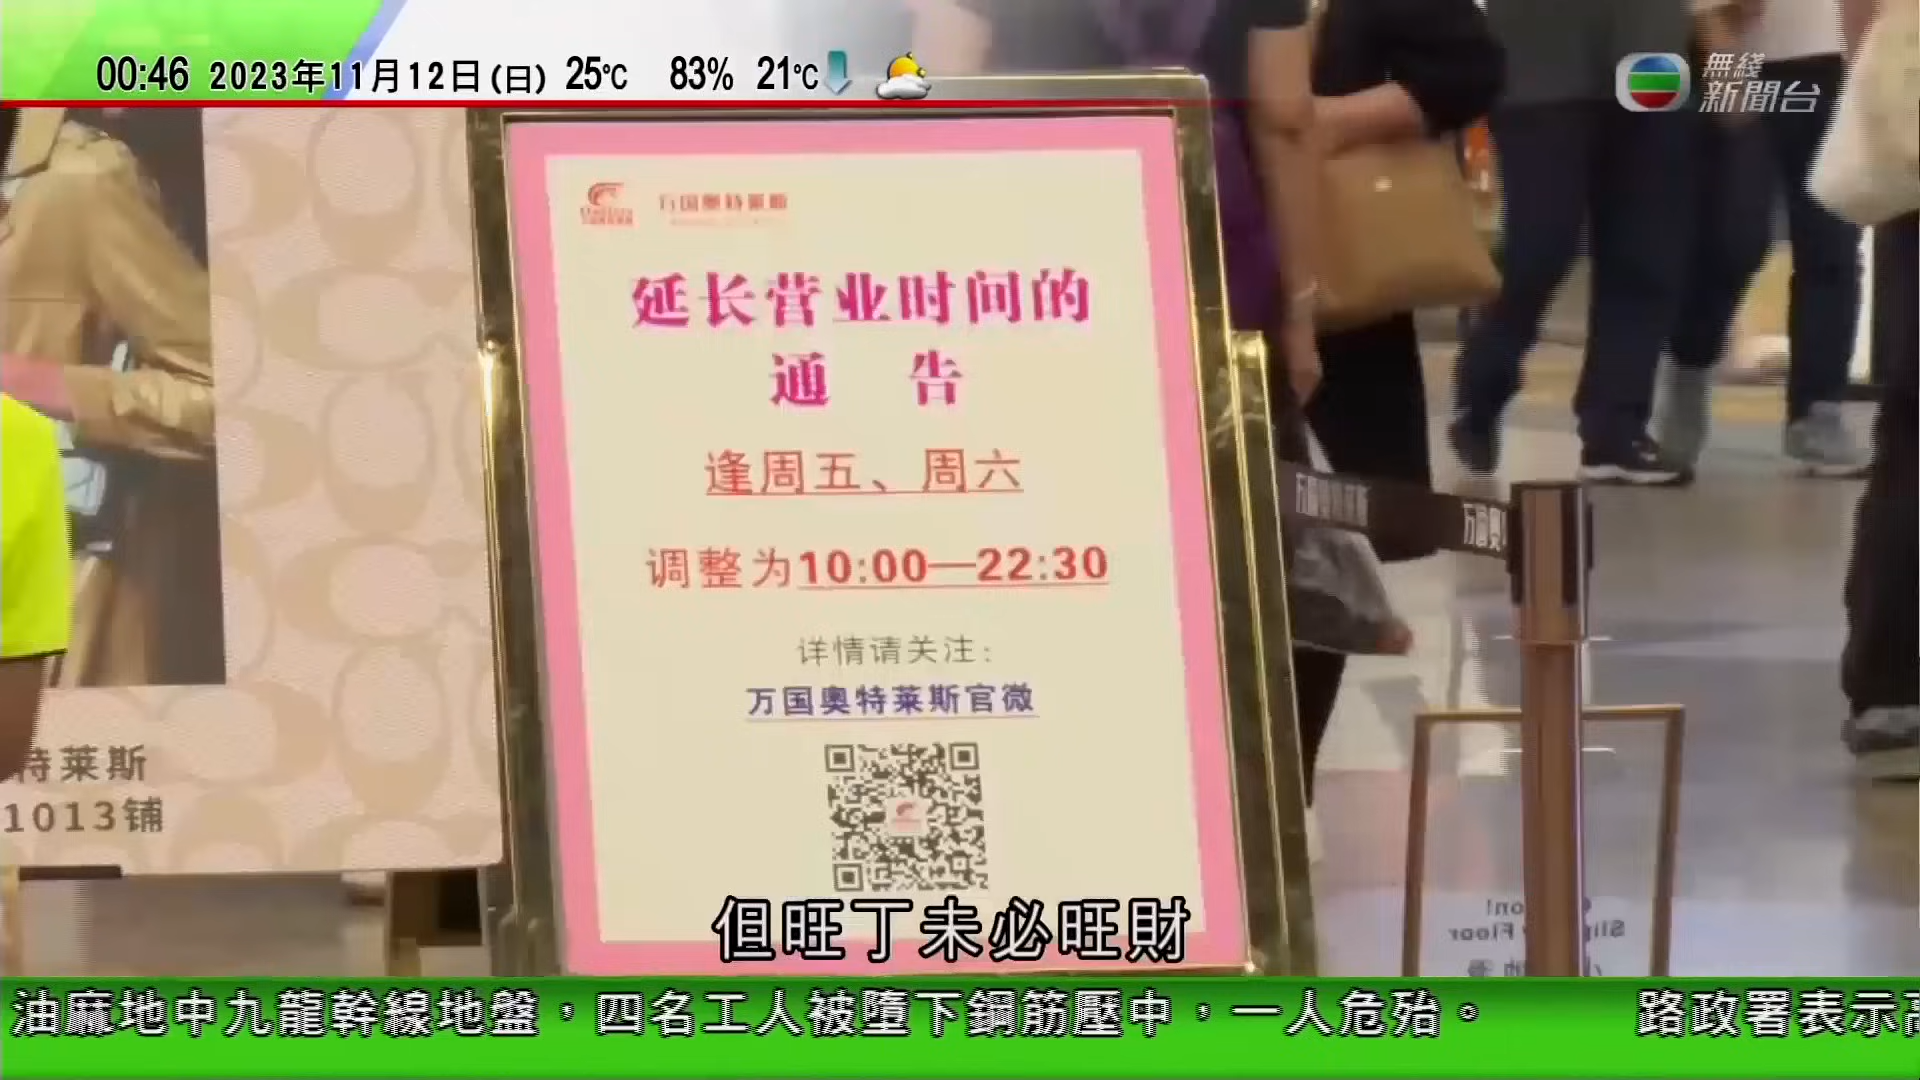 00:46 2023年11月12日(日) 25℃ 83% 21℃
無綫
新聞台
万国奥特莱斯
延长营业时间的
通 告
逢周五、周六
调整为10:00—22:30
详情请关注:
万国奥特莱斯官微
特莱斯
1013铺
万国奥
但旺丁未必旺財
油麻地中九龍幹線地盤,四名工人被墮下鋼筋壓中,一人危殆。 路政署表示